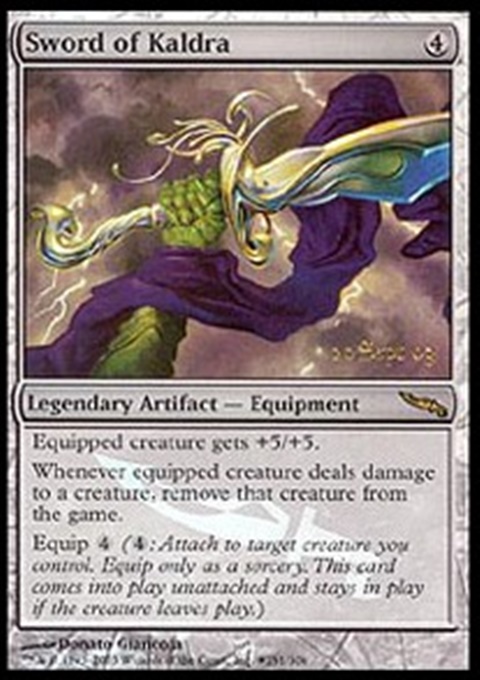 Sword of Kaldra 4
Legendary Artifact — Equipment
Equipped creature gets +5/+5.
Whenever equipped creature deals damage
to a creature, remove that creature from
the game.
Equip 4 (4:Attach to target creature you
control. Equip only as a sorcery. This card
comes into play unattached and stays in play
if the creature leaves play.)
Donato Giancola